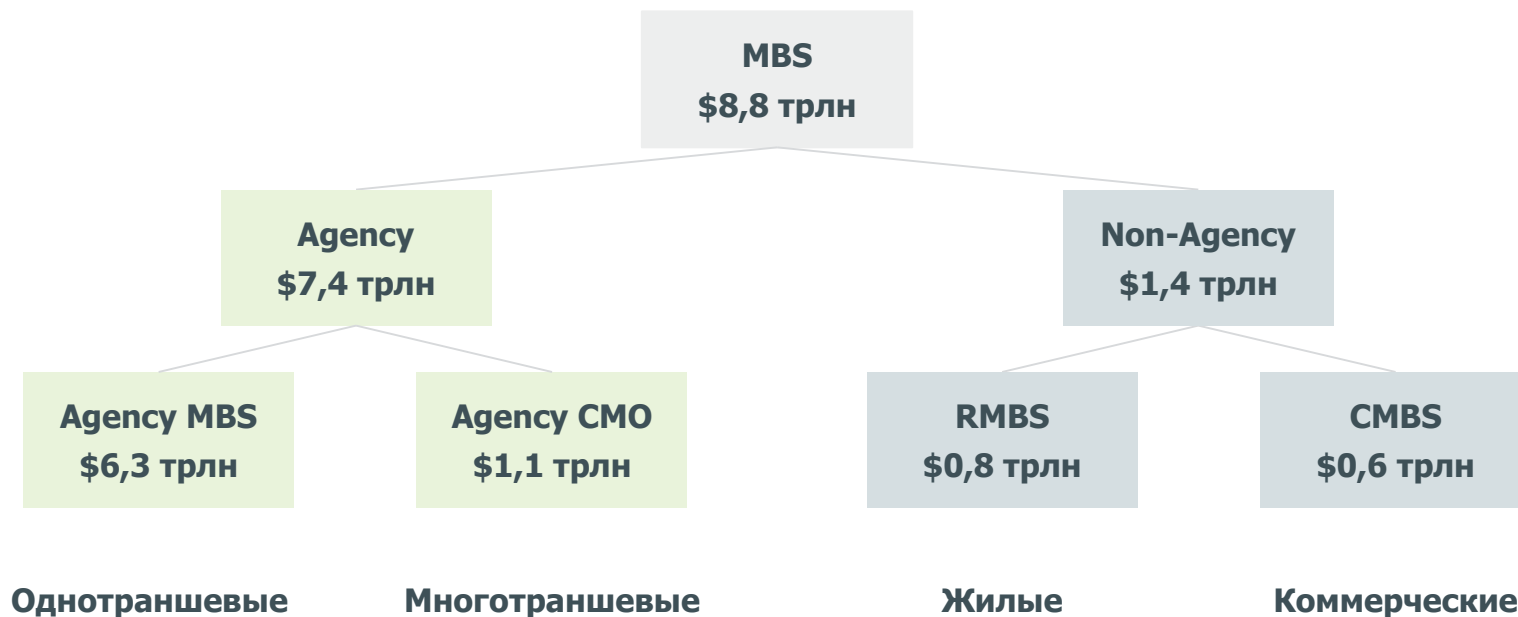 MBS
$8,8 трлн
Agency
$7,4 трлн
Non-Agency
$1,4 трлн
Agency MBS
$6,3 трлн
Agency CMO
$1,1 трлн
RMBS
$0,8 трлн
CMBS
$0,6 трлн
Однотраншевые
Многотраншевые
Жилые
Коммерческие